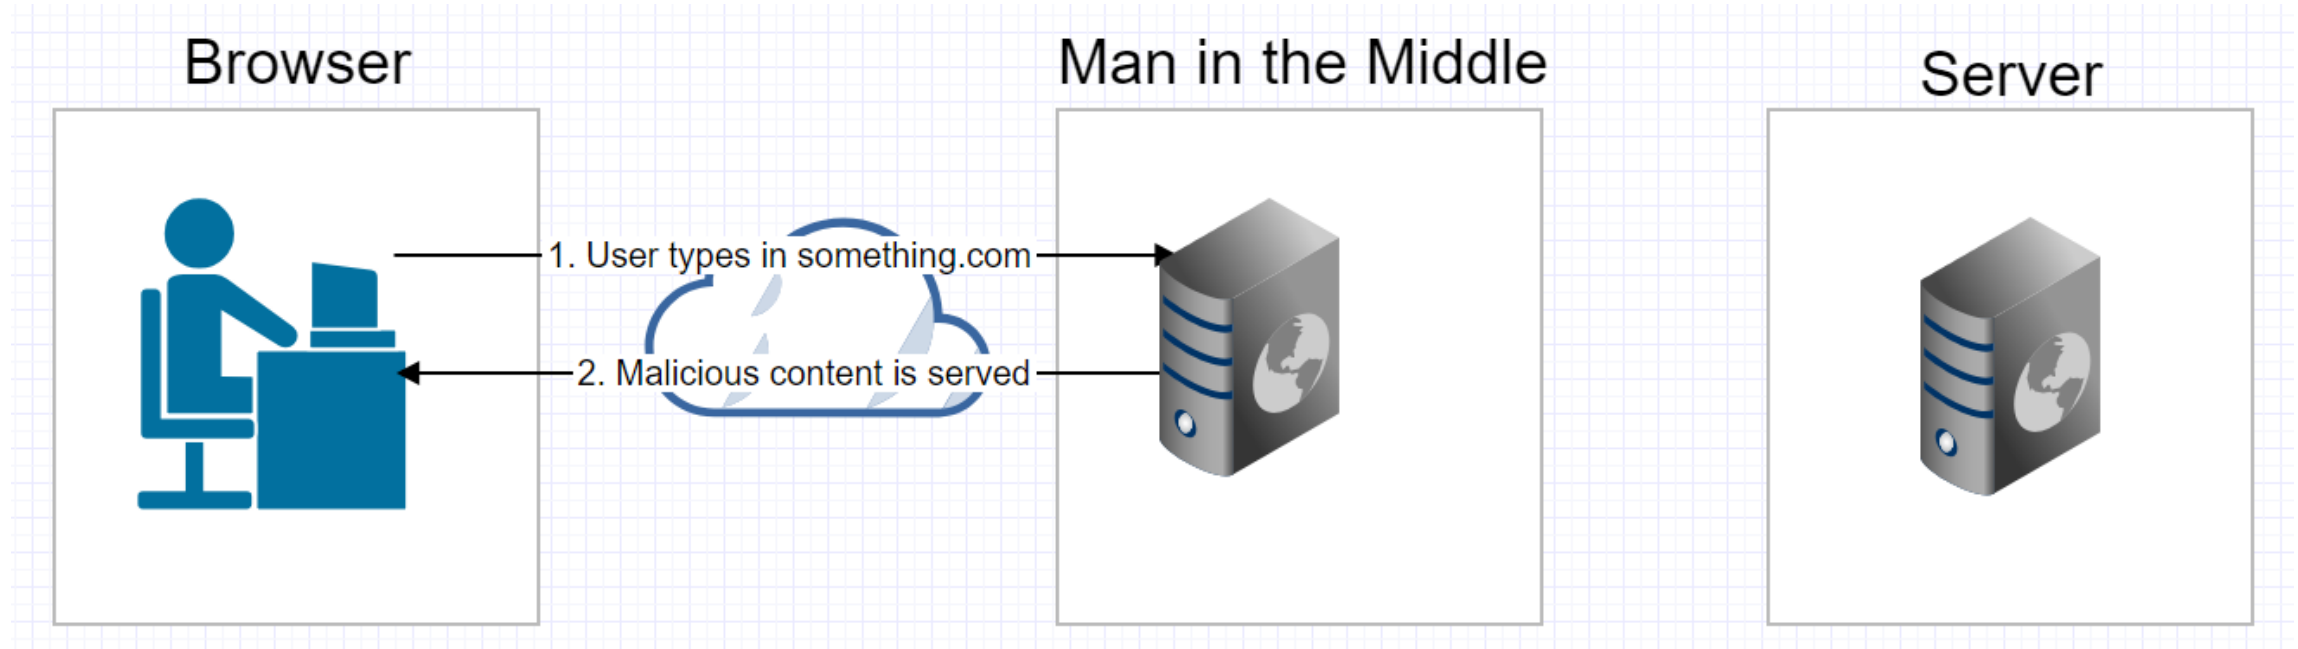 Browser
Man in the Middle
Server
1. User types in something.com
2. Malicious content is served